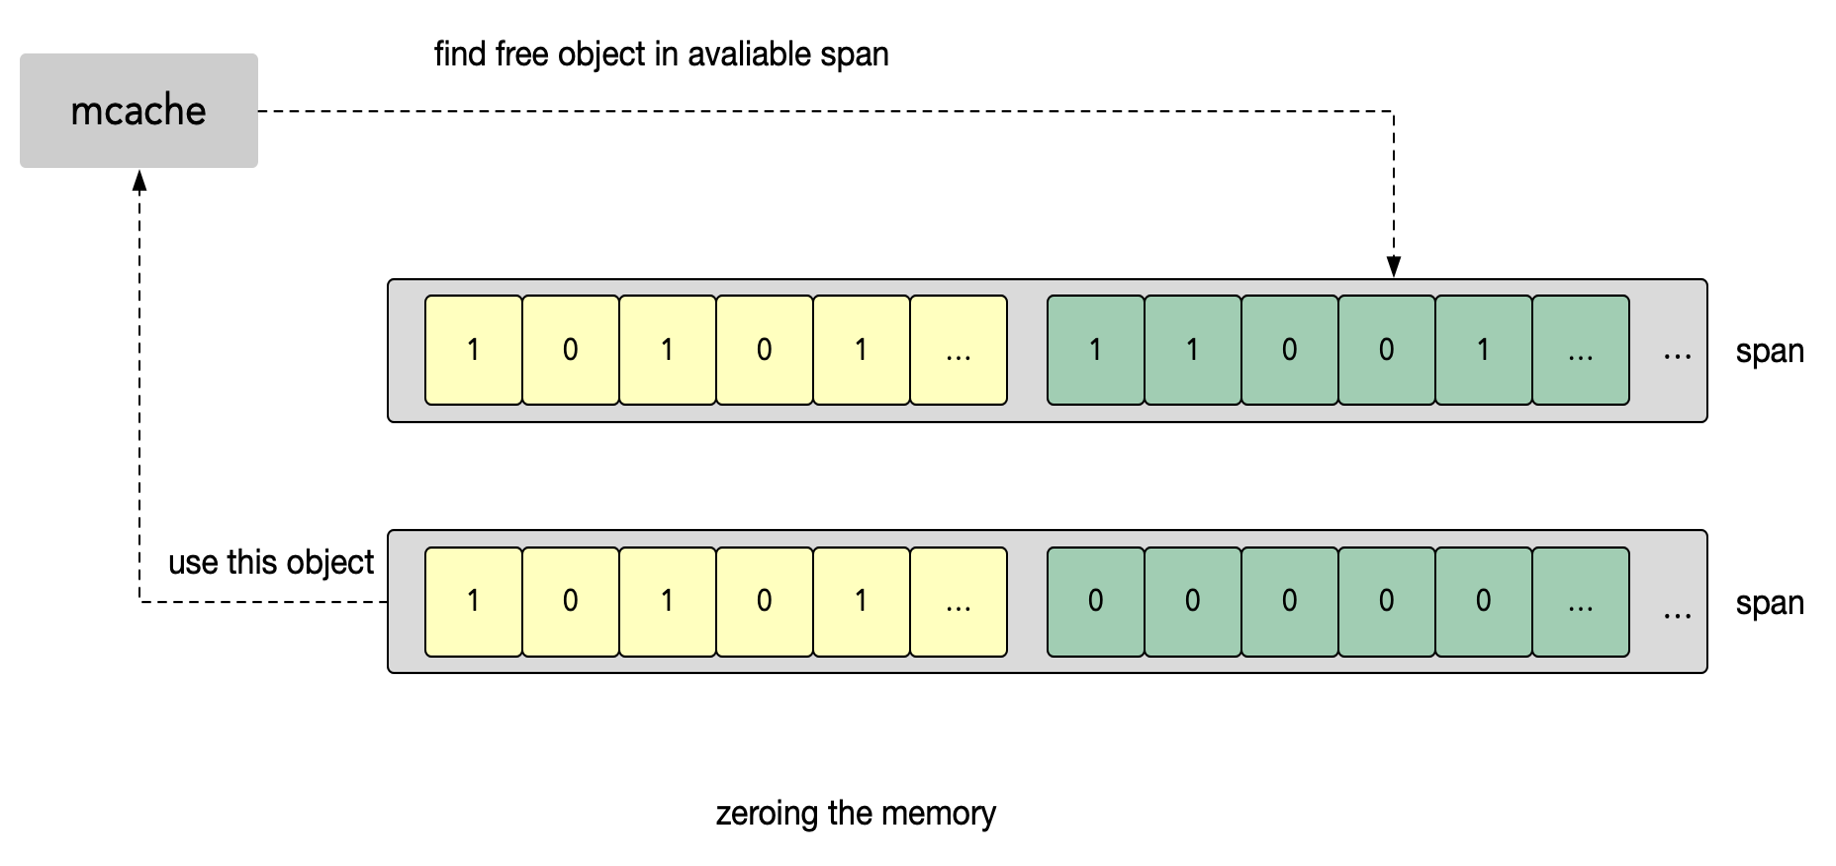 find free object in avaliable span
mcache
1 0 1 0 1 ... 1 1 0 0 1 ... ... span
use this object
1 0 1 0 1 ... 0 0 0 0 0 ... ... span
zeroing the memory